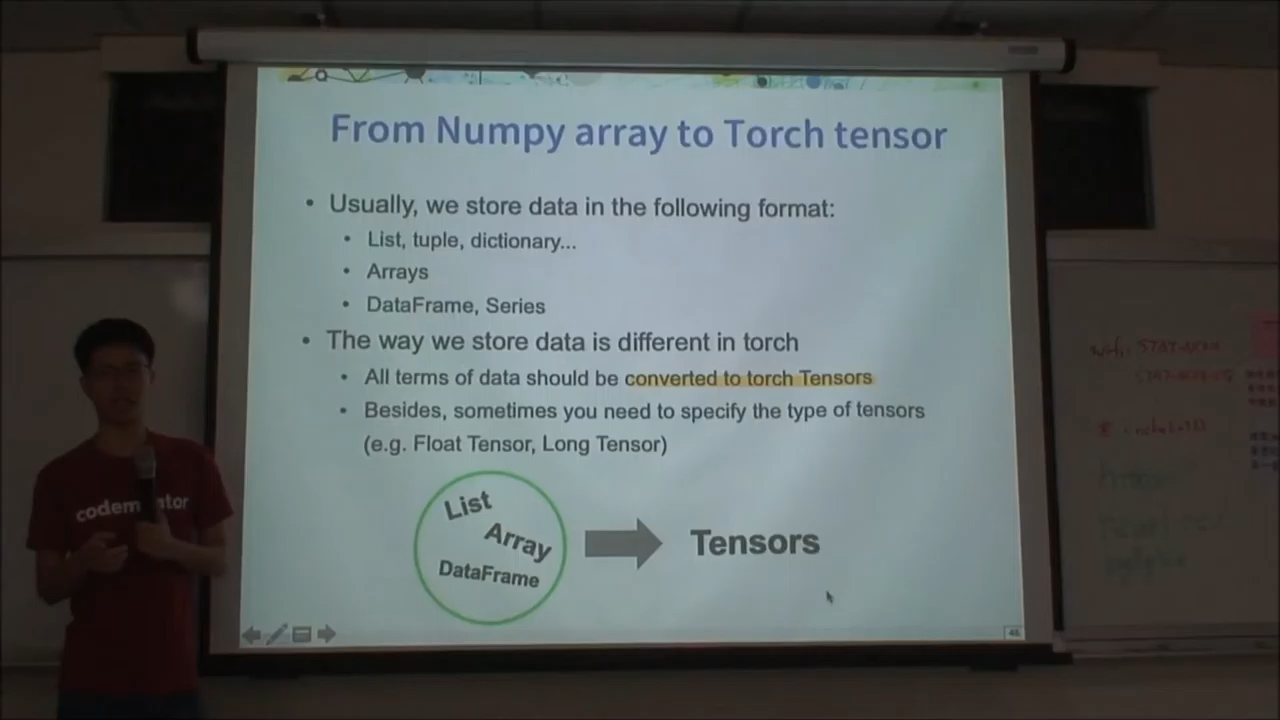 From Numpy array to Torch tensor
• Usually, we store data in the following format:
• List, tuple, dictionary...
• Arrays
• DataFrame, Series
• The way we store data is different in torch
• All terms of data should be converted to torch Tensors
• Besides, sometimes you need to specify the type of tensors
(e.g. Float Tensor, Long Tensor)
List
Array
DataFrame
Tensors
46